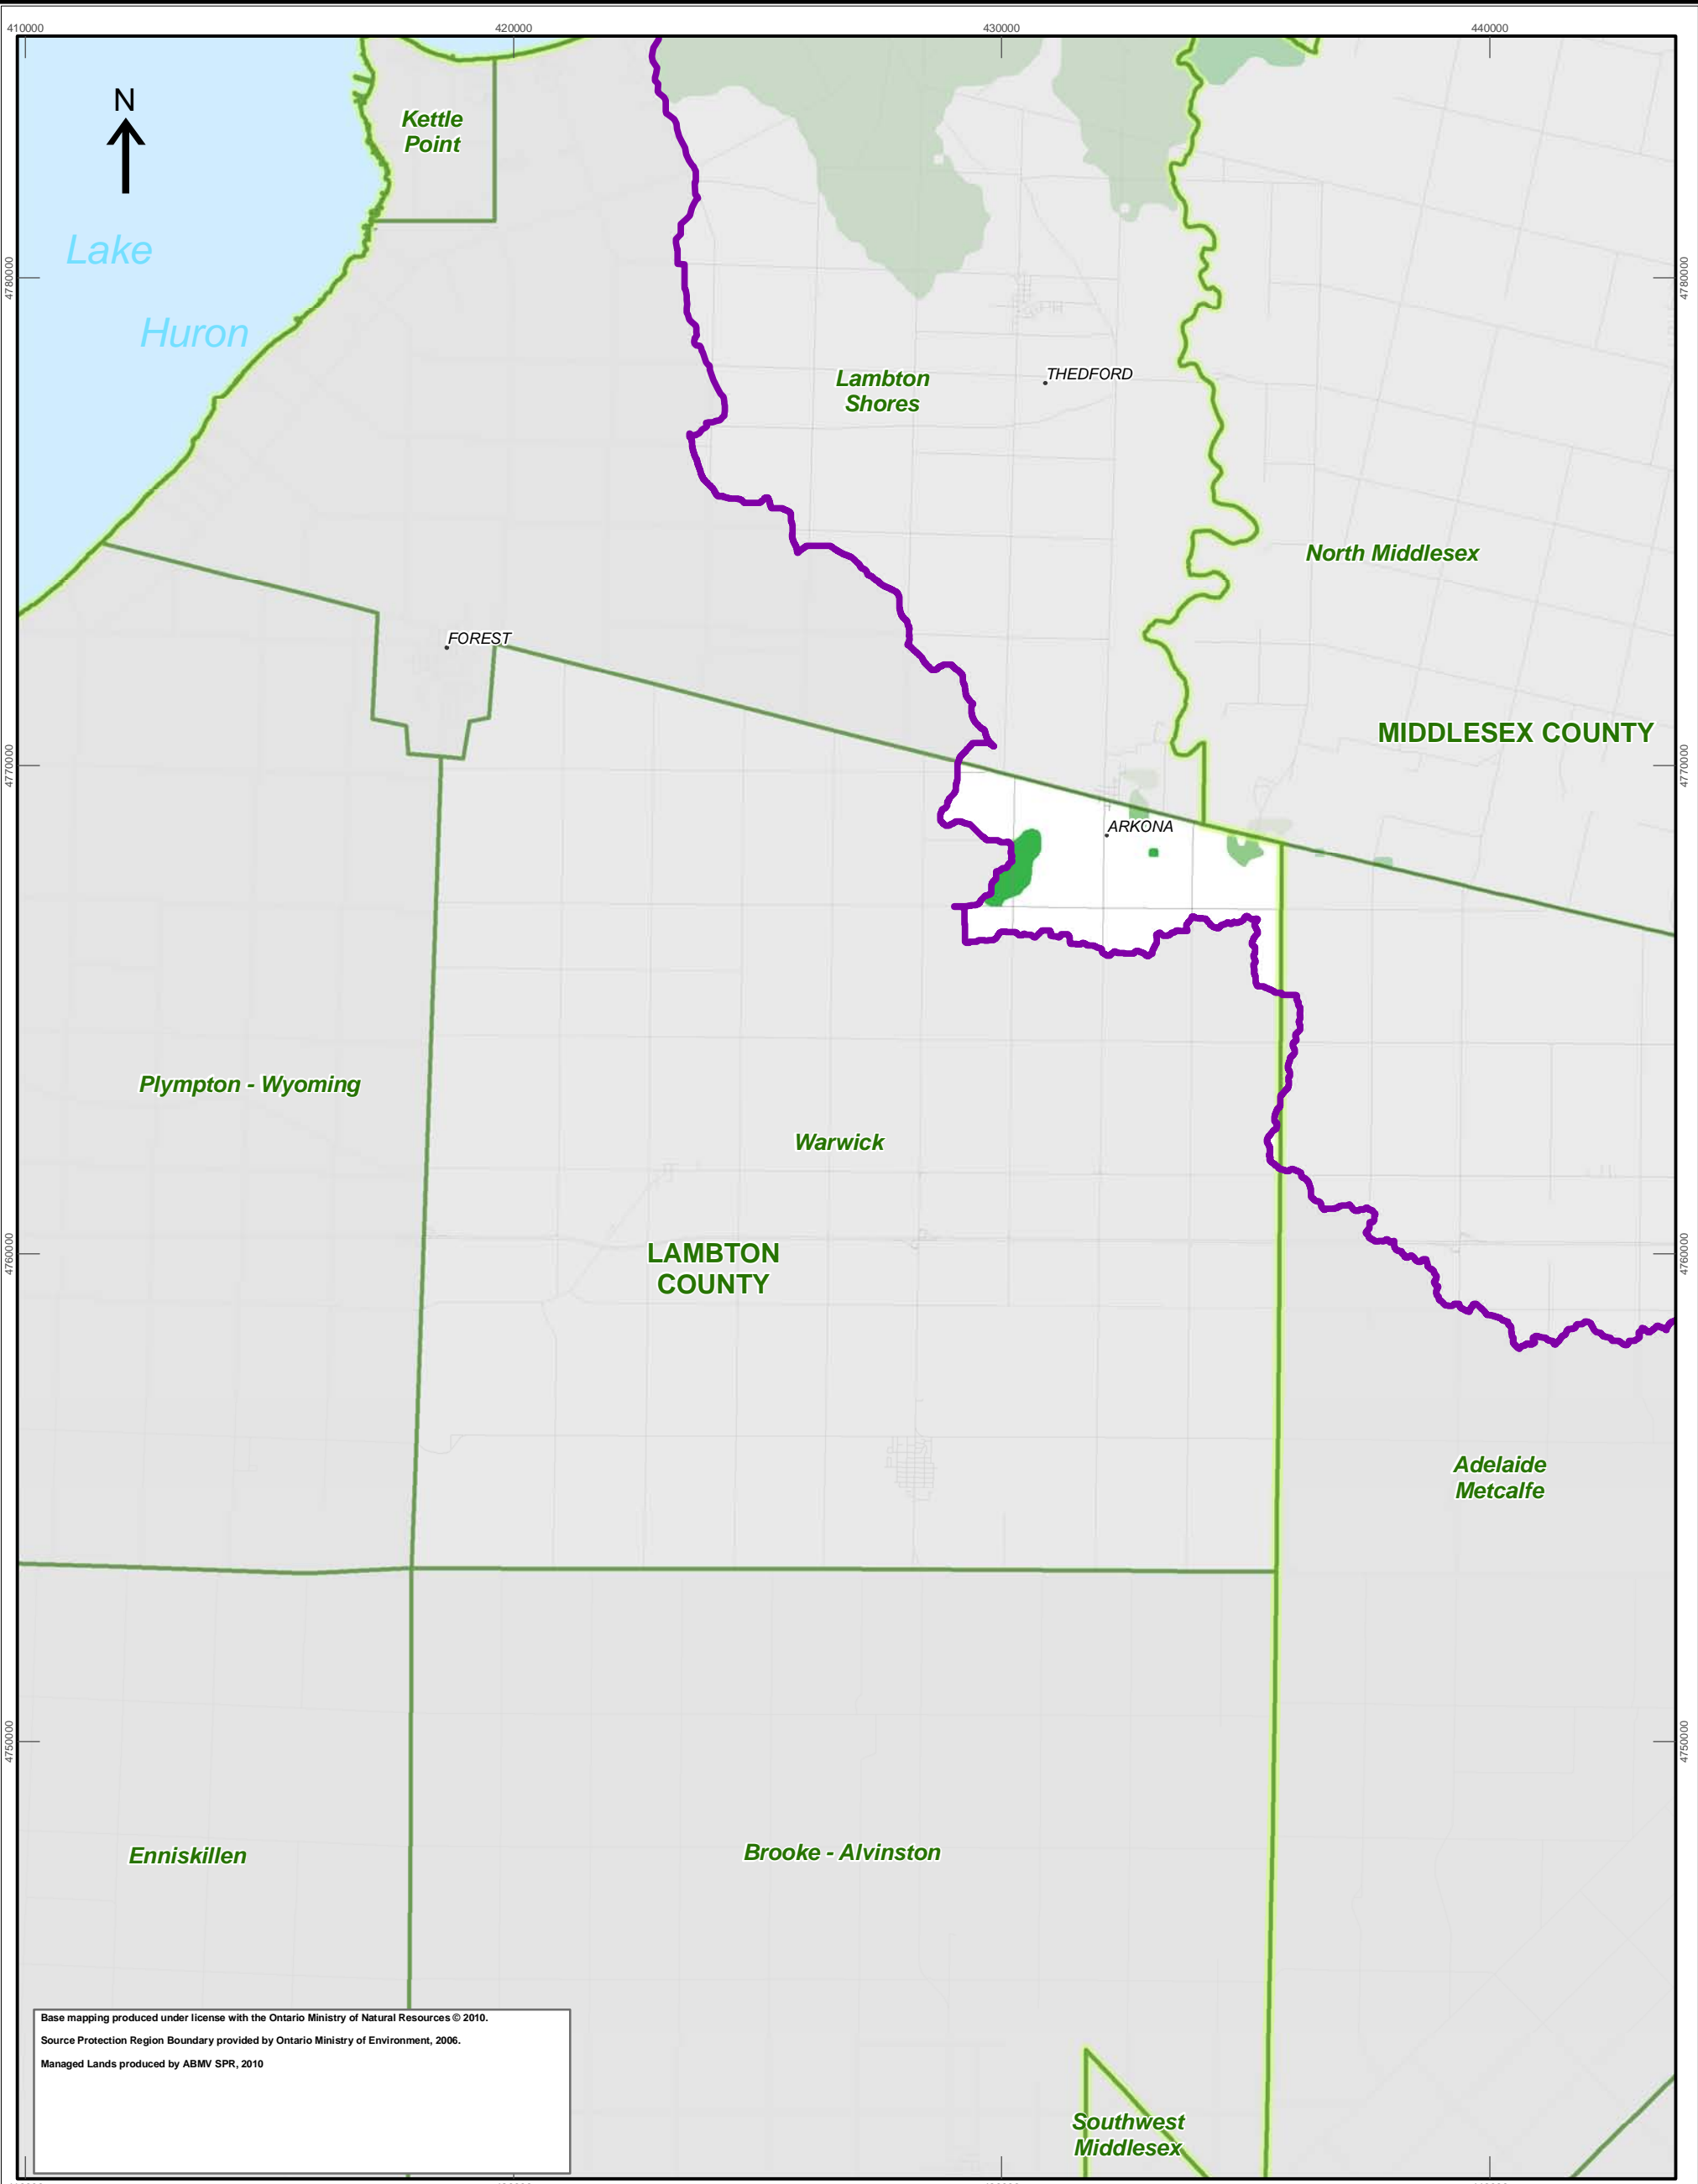 410000
420000
430000
440000
N
Kettle
Point
Lake
Huron
4780000
4780000
THEDFORD
Lambton
Shores
North Middlesex
FOREST
MIDDLESEX COUNTY
4770000
4770000
ARKONA
Plympton - Wyoming
Warwick
LAMBTON
COUNTY
4760000
4760000
Adelaide
Metcalfe
4750000
4750000
Enniskillen
Brooke - Alvinston
Base mapping produced under license with the Ontario Ministry of Natural Resources © 2010.
Source Protection Region Boundary provided by Ontario Ministry of Environment, 2006.
Managed Lands produced by ABMV SPR, 2010
Southwest
Middlesex